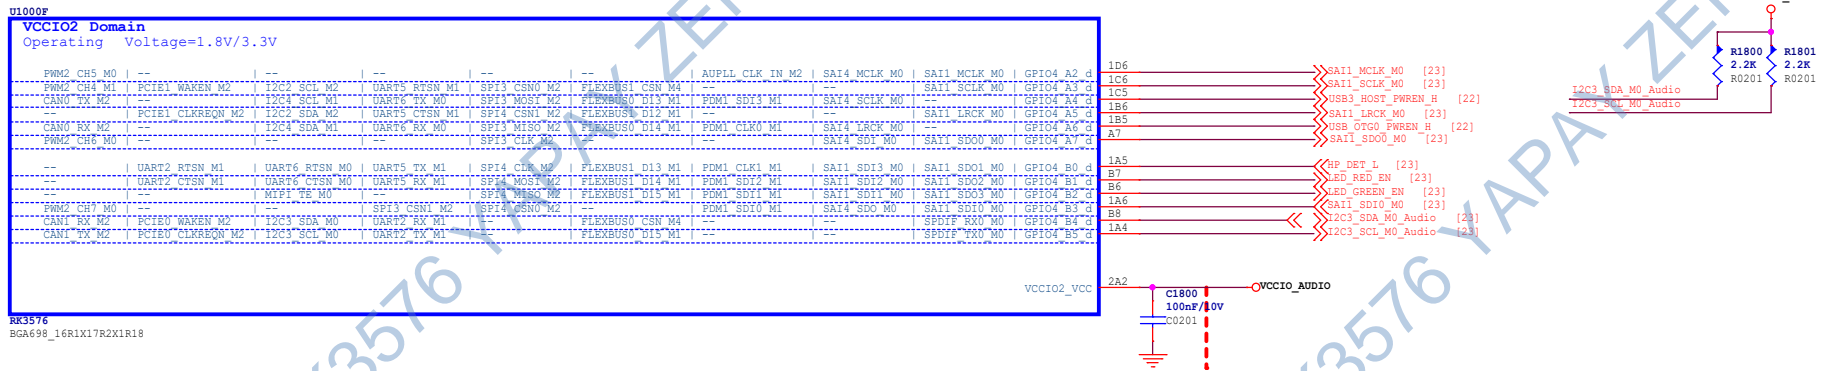 U1000F
VCCIO2 Domain
Operating Voltage=1.8V/3.3V
PWM2_CH5_M0 | -- | -- | -- | -- | -- | AUPLL_CLK_IN_M2 | SAI4_MCLK_M0 | SAI1_MCLK_M0 | GPIO4_A2_d 1D6 SAI1_MCLK_M0 [23]
PWM2_CH4_M1 | PCIE1_WAKEN_M2 | I2C2_SCL_M2 | UART5_RTSN_M1 | SPI3_CSN0_M2 | FLEXBUS1_CSN_M4 | -- | -- | SAI1_SCLK_M0 | GPIO4_A3_d 1C6 SAI1_SCLK_M0 [23]
CAN0_TX_M2 | -- | I2C4_SCL_M1 | UART6_TX_M0 | SPI3_MOSI_M2 | FLEXBUS0_D13_M1 | PDM1_SDI3_M1 | SAI4_SCLK_M0 | -- | GPIO4_A4_d 1C5 USB3_HOST_PWREN_H [22]
-- | PCIE1_CLKREQN_M2 | I2C2_SDA_M2 | UART5_CTSN_M1 | SPI4_CSN1_M2 | FLEXBUS1_D12_M1 | -- | -- | SAI1_LRCK_M0 | GPIO4_A5_d 1B6 SAI1_LRCK_M0 [23]
CAN0_RX_M2 | -- | I2C4_SDA_M1 | UART6_RX_M0 | SPI3_MISO_M2 | FLEXBUS0_D14_M1 | PDM1_CLK0_M1 | SAI4_LRCK_M0 | -- | GPIO4_A6_d 1B5 USB_OTG0_PWREN_H [22]
PWM2_CH6_M0 | -- | -- | -- | SPI3_CLK_M2 | -- | -- | SAI4_SDI_M0 | SAI1_SDO0_M0 | GPIO4_A7_d A7 SAI1_SDO0_M0 [23]
-- | UART2_RTSN_M1 | UART6_RTSN_M0 | UART5_TX_M1 | SPI4_CLK_M2 | FLEXBUS1_D13_M1 | PDM1_CLK1_M1 | SAI1_SDI3_M0 | SAI1_SDO1_M0 | GPIO4_B0_d 1A5 HP_DET_L [23]
-- | UART2_CTSN_M1 | UART6_CTSN_M0 | UART5_RX_M1 | SPI4_MOSI_M2 | FLEXBUS1_D14_M1 | PDM1_SDI2_M1 | SAI1_SDI2_M0 | SAI1_SDO2_M0 | GPIO4_B1_d B7 LED_RED_EN [23]
-- | -- | MIPI_TE_M0 | -- | SPI4_MISO_M2 | FLEXBUS1_D15_M1 | PDM1_SDI1_M1 | SAI1_SDI1_M0 | SAI1_SDO3_M0 | GPIO4_B2_d B6 LED_GREEN_EN [23]
PWM2_CH7_M0 | -- | -- | SPI3_CSN1_M2 | SPI4_CSN0_M2 | -- | PDM1_SDI0_M1 | SAI4_SDO_M0 | SAI1_SDI0_M0 | GPIO4_B3_d 1A6 SAI1_SDI0_M0 [23]
CAN1_RX_M2 | PCIE0_WAKEN_M2 | I2C3_SDA_M0 | UART2_RX_M1 | -- | FLEXBUS0_CSN_M4 | -- | -- | SPDIF_RX0_M0 | GPIO4_B4_d B8 I2C3_SDA_M0_Audio [23]
CAN1_TX_M2 | PCIE0_CLKREQN_M2 | I2C3_SCL_M0 | UART2_TX_M1 | -- | FLEXBUS0_D15_M1 | -- | -- | SPDIF_TX0_M0 | GPIO4_B5_d 1A4 I2C3_SCL_M0_Audio [23]
VCCIO2_VCC 2A2 VCCIO_AUDIO
C1800
100nF/10V
C0201
RK3576
BGA698_16R1X17R2X1R18
R1800 R1801
2.2K 2.2K
R0201 R0201
I2C3_SDA_M0_Audio
I2C3_SCL_M0_Audio
3576 YAPAY ZE
3576 YAPAY ZE